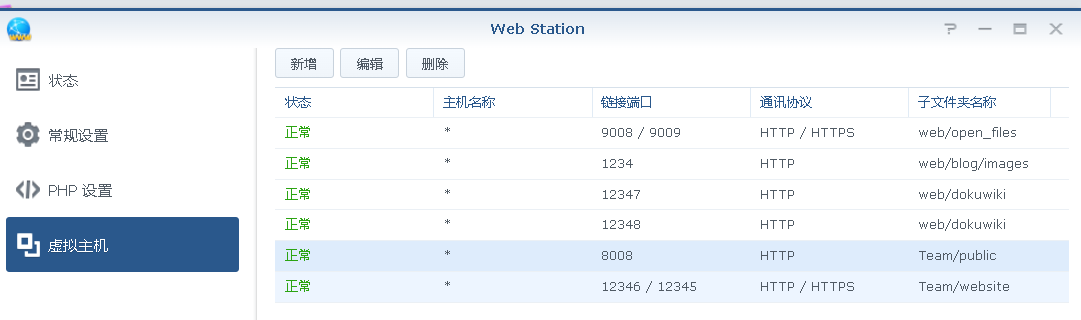 Web Station
状态
常规设置
PHP 设置
虚拟主机
新增 编辑 删除
状态 主机名称 链接端口 通讯协议 子文件夹名称
正常 * 9008 / 9009 HTTP / HTTPS web/open_files
正常 * 1234 HTTP web/blog/images
正常 * 12347 HTTP web/dokuwiki
正常 * 12348 HTTP web/dokuwiki
正常 * 8008 HTTP Team/public
正常 * 12346 / 12345 HTTP / HTTPS Team/website